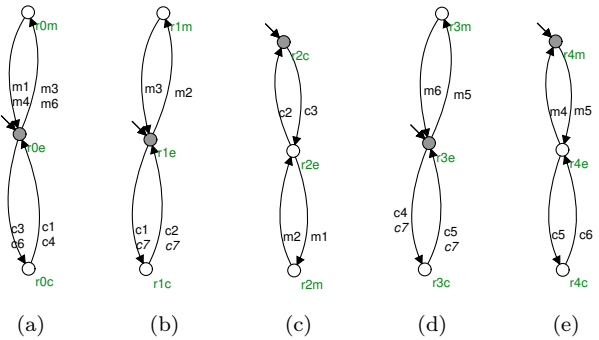 r0m
m1 m3
m4 m6
r0e
c3 c1
c6 c4
r0c
(a)
r1m
m3 m2
r1e
c1 c2
c7 c7
r1c
(b)
r2c
c2 c3
r2e
m2 m1
r2m
(c)
r3m
m6 m5
r3e
c4 c5
c7 c7
r3c
(d)
r4m
m4 m5
r4e
c5 c6
r4c
(e)